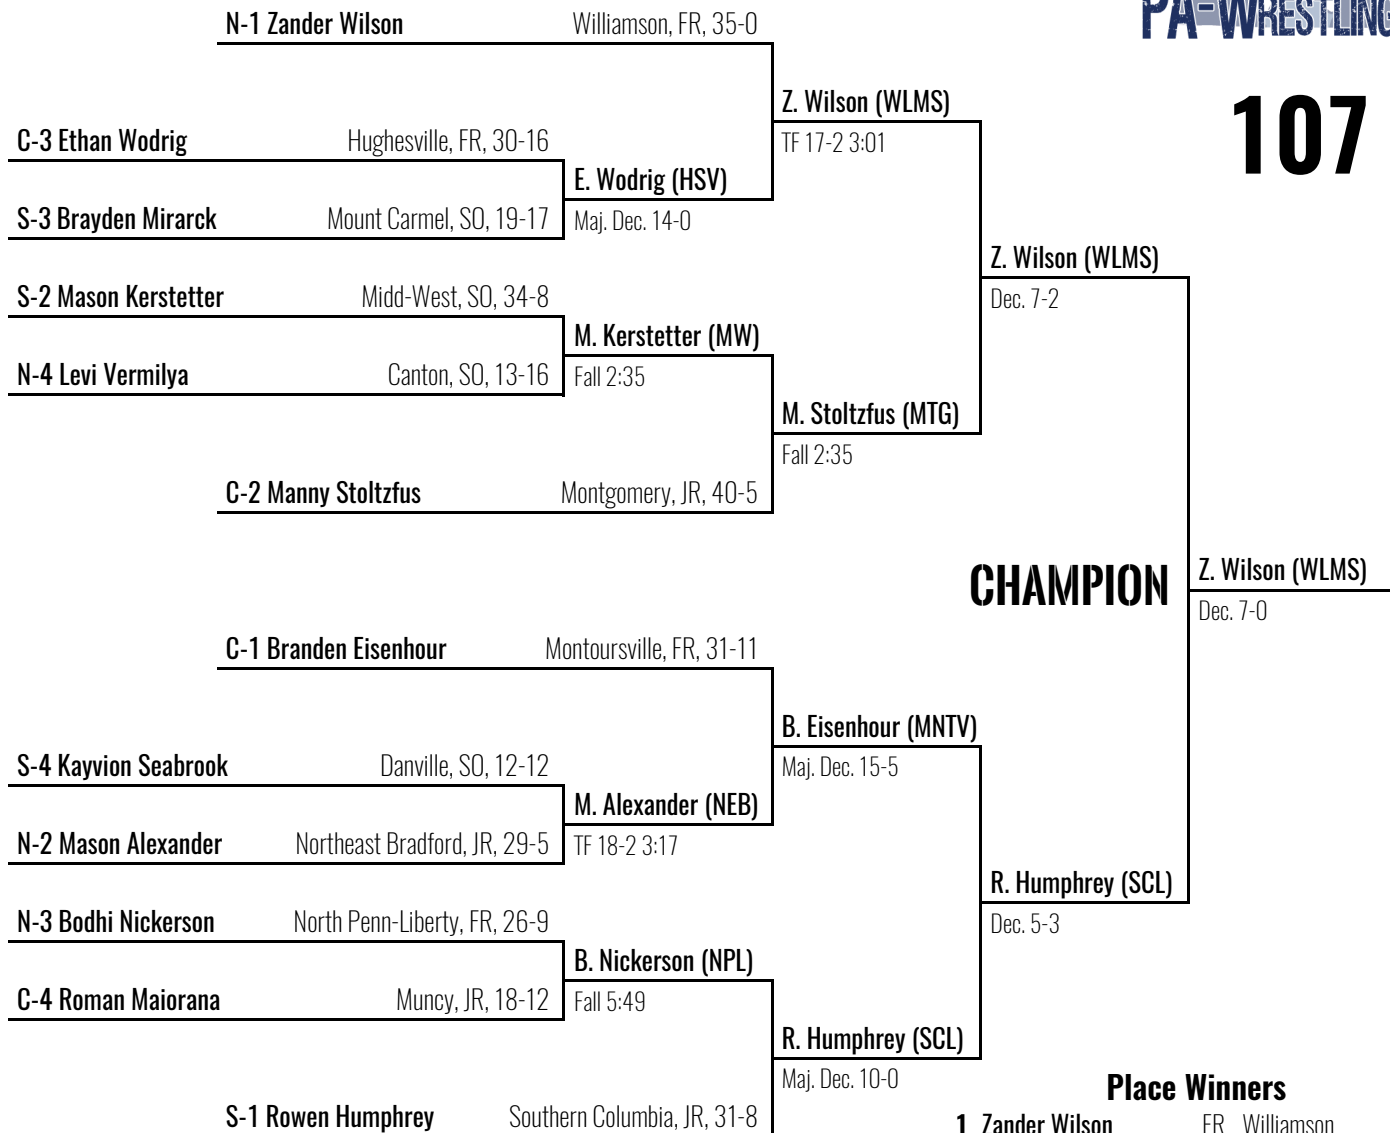 PA-WRESTLING
107
N-1 Zander Wilson Williamson, FR, 35-0
Z. Wilson (WLMS)
TF 17-2 3:01
C-3 Ethan Wodrig Hughesville, FR, 30-16
E. Wodrig (HSV)
Maj. Dec. 14-0
S-3 Brayden Mirarck Mount Carmel, SO, 19-17
Z. Wilson (WLMS)
Dec. 7-2
S-2 Mason Kerstetter Midd-West, SO, 34-8
M. Kerstetter (MW)
Fall 2:35
N-4 Levi Vermilya Canton, SO, 13-16
M. Stoltzfus (MTG)
Fall 2:35
C-2 Manny Stoltzfus Montgomery, JR, 40-5
CHAMPION
Z. Wilson (WLMS)
Dec. 7-0
C-1 Branden Eisenhour Montoursville, FR, 31-11
B. Eisenhour (MNTV)
Maj. Dec. 15-5
S-4 Kayvion Seabrook Danville, SO, 12-12
M. Alexander (NEB)
TF 18-2 3:17
N-2 Mason Alexander Northeast Bradford, JR, 29-5
R. Humphrey (SCL)
Dec. 5-3
N-3 Bodhi Nickerson North Penn-Liberty, FR, 26-9
B. Nickerson (NPL)
Fall 5:49
C-4 Roman Maiorana Muncy, JR, 18-12
R. Humphrey (SCL)
Maj. Dec. 10-0
S-1 Rowen Humphrey Southern Columbia, JR, 31-8
Place Winners
1 Zander Wilson FR Williamson